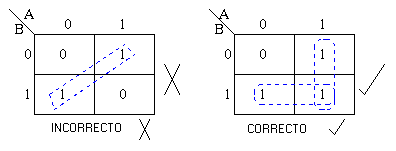 A A
0 1 0 1
B B
0 0 1 0 0 1
1 1 0 1 1 1
INCORRECTO CORRECTO